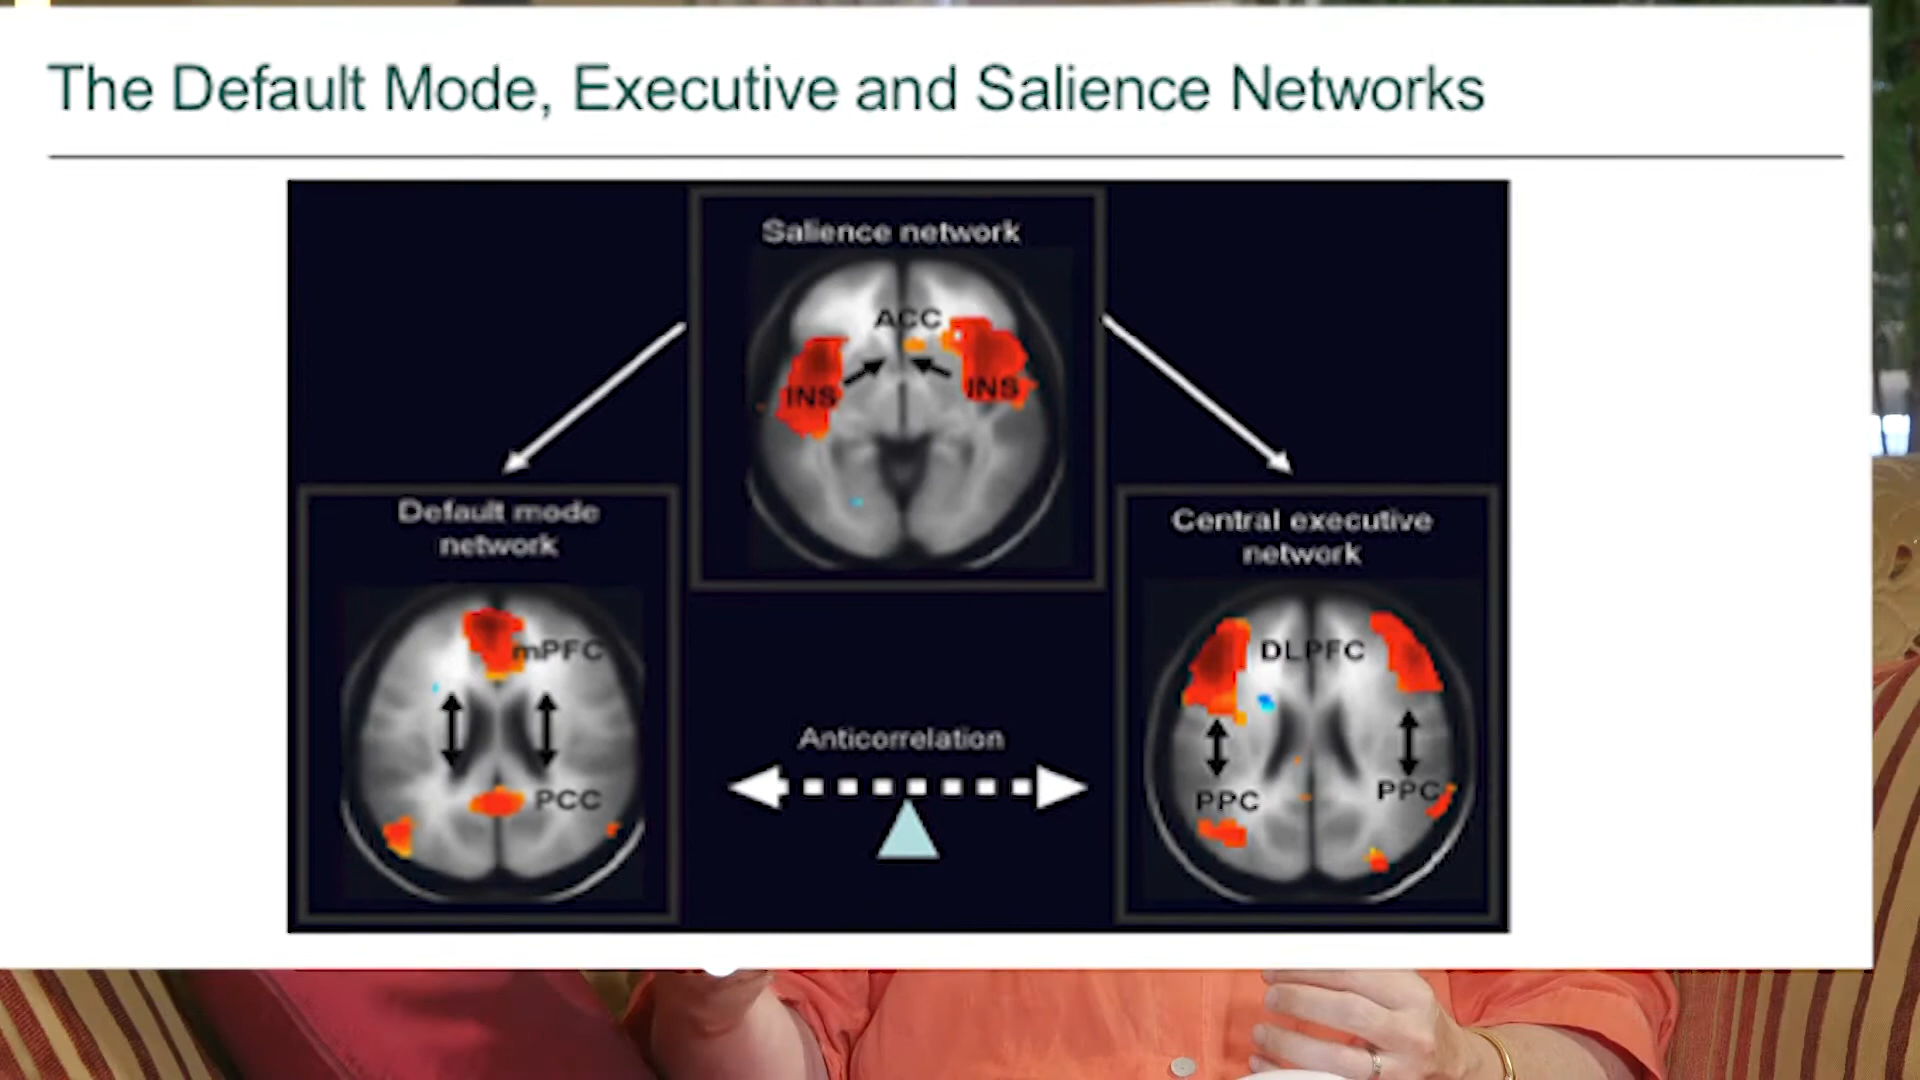 The Default Mode, Executive and Salience Networks
Salience network
ACC
INS
INS
Default mode
network
mPFC
PCC
Anticorrelation
Central executive
network
DLPFC
PPC
PPC